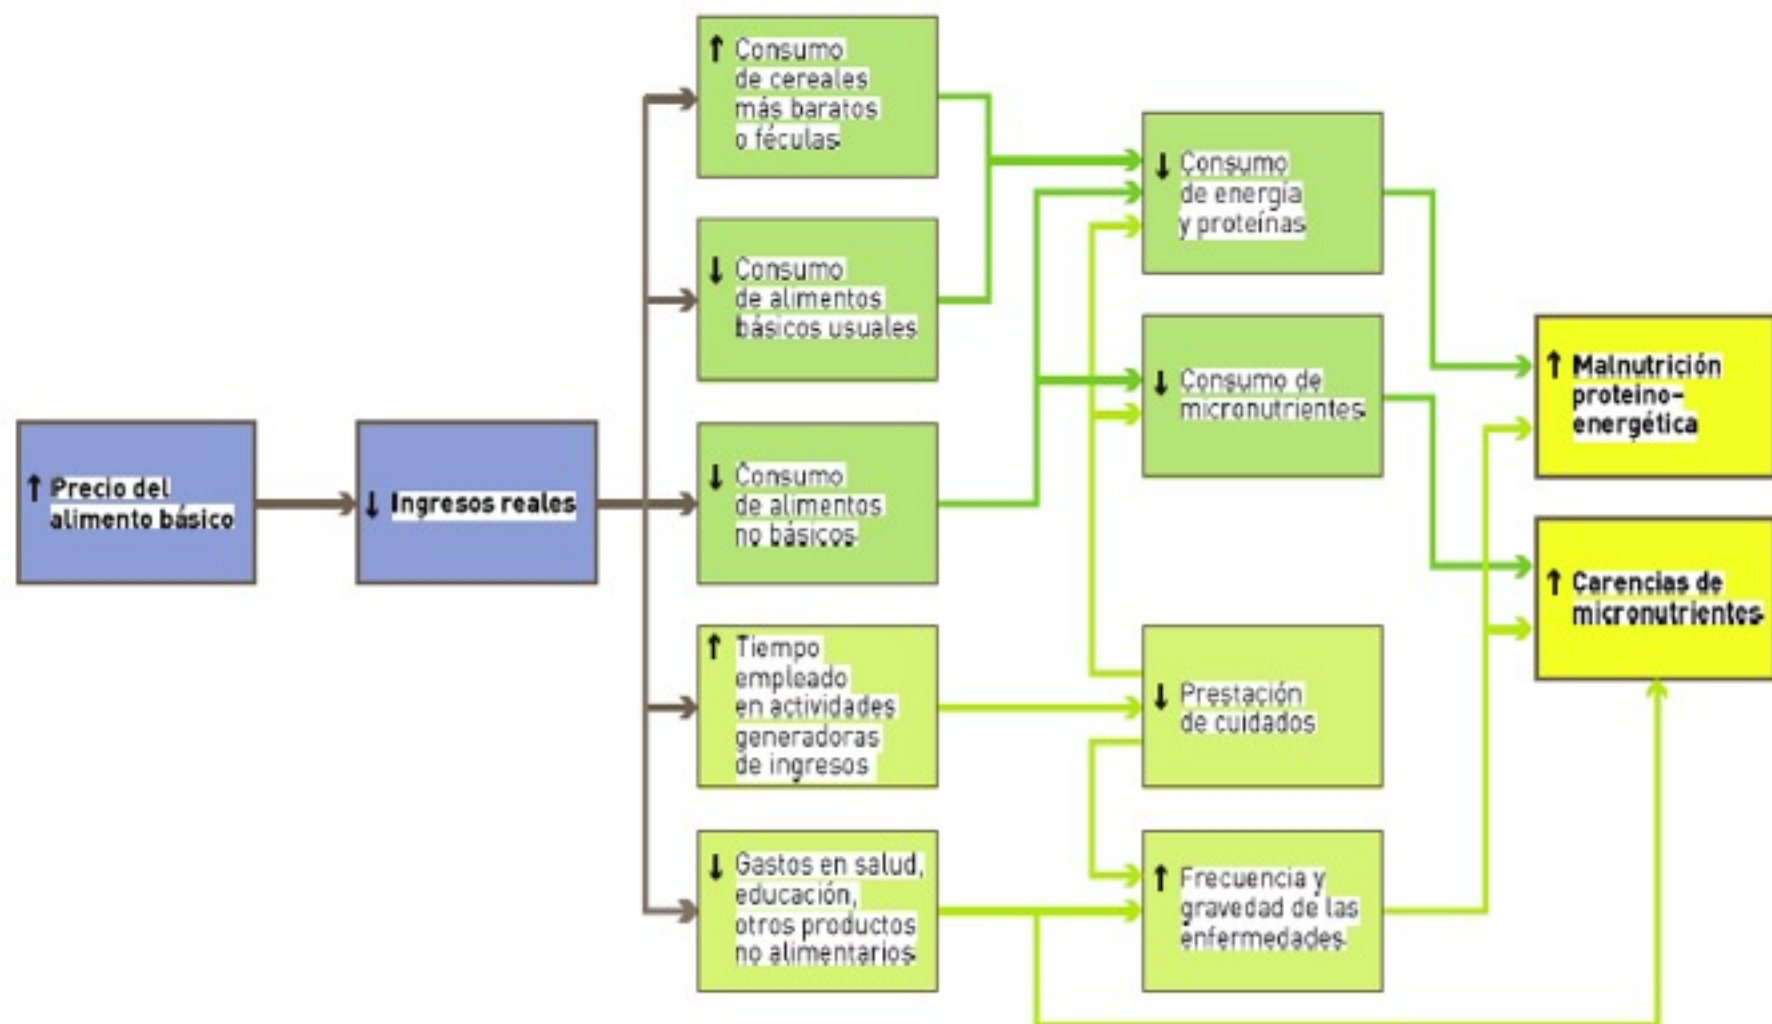 ↑ Precio del
alimento básico
↓ Ingresos reales
↑ Consumo
de cereales
más baratos
o féculas
↓ Consumo
de alimentos
básicos usuales
↓ Consumo
de alimentos
no básicos
↑ Tiempo
empleado
en actividades
generadoras
de ingresos
↓ Gastos en salud,
educación,
otros productos
no alimentarios
↓ Consumo
de energía
y proteínas
↓ Consumo de
micronutrientes
↓ Prestación
de cuidados
↑ Frecuencia y
gravedad de las
enfermedades
↑ Malnutrición
proteino-
energética
↑ Carencias de
micronutrientes